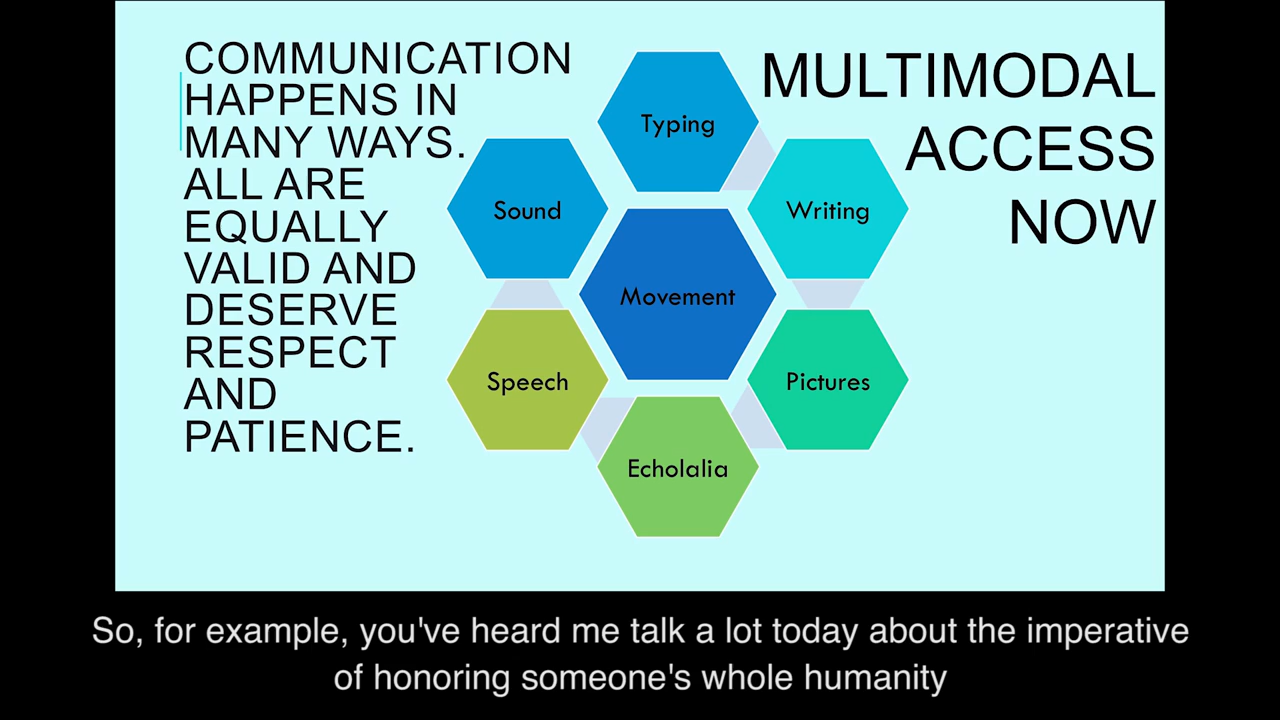 COMMUNICATION
HAPPENS IN
MANY WAYS.
ALL ARE
EQUALLY
VALID AND
DESERVE
RESPECT
AND
PATIENCE.
MULTIMODAL
ACCESS
NOW
Typing
Writing
Pictures
Echolalia
Speech
Sound
Movement
So, for example, you've heard me talk a lot today about the imperative
of honoring someone's whole humanity